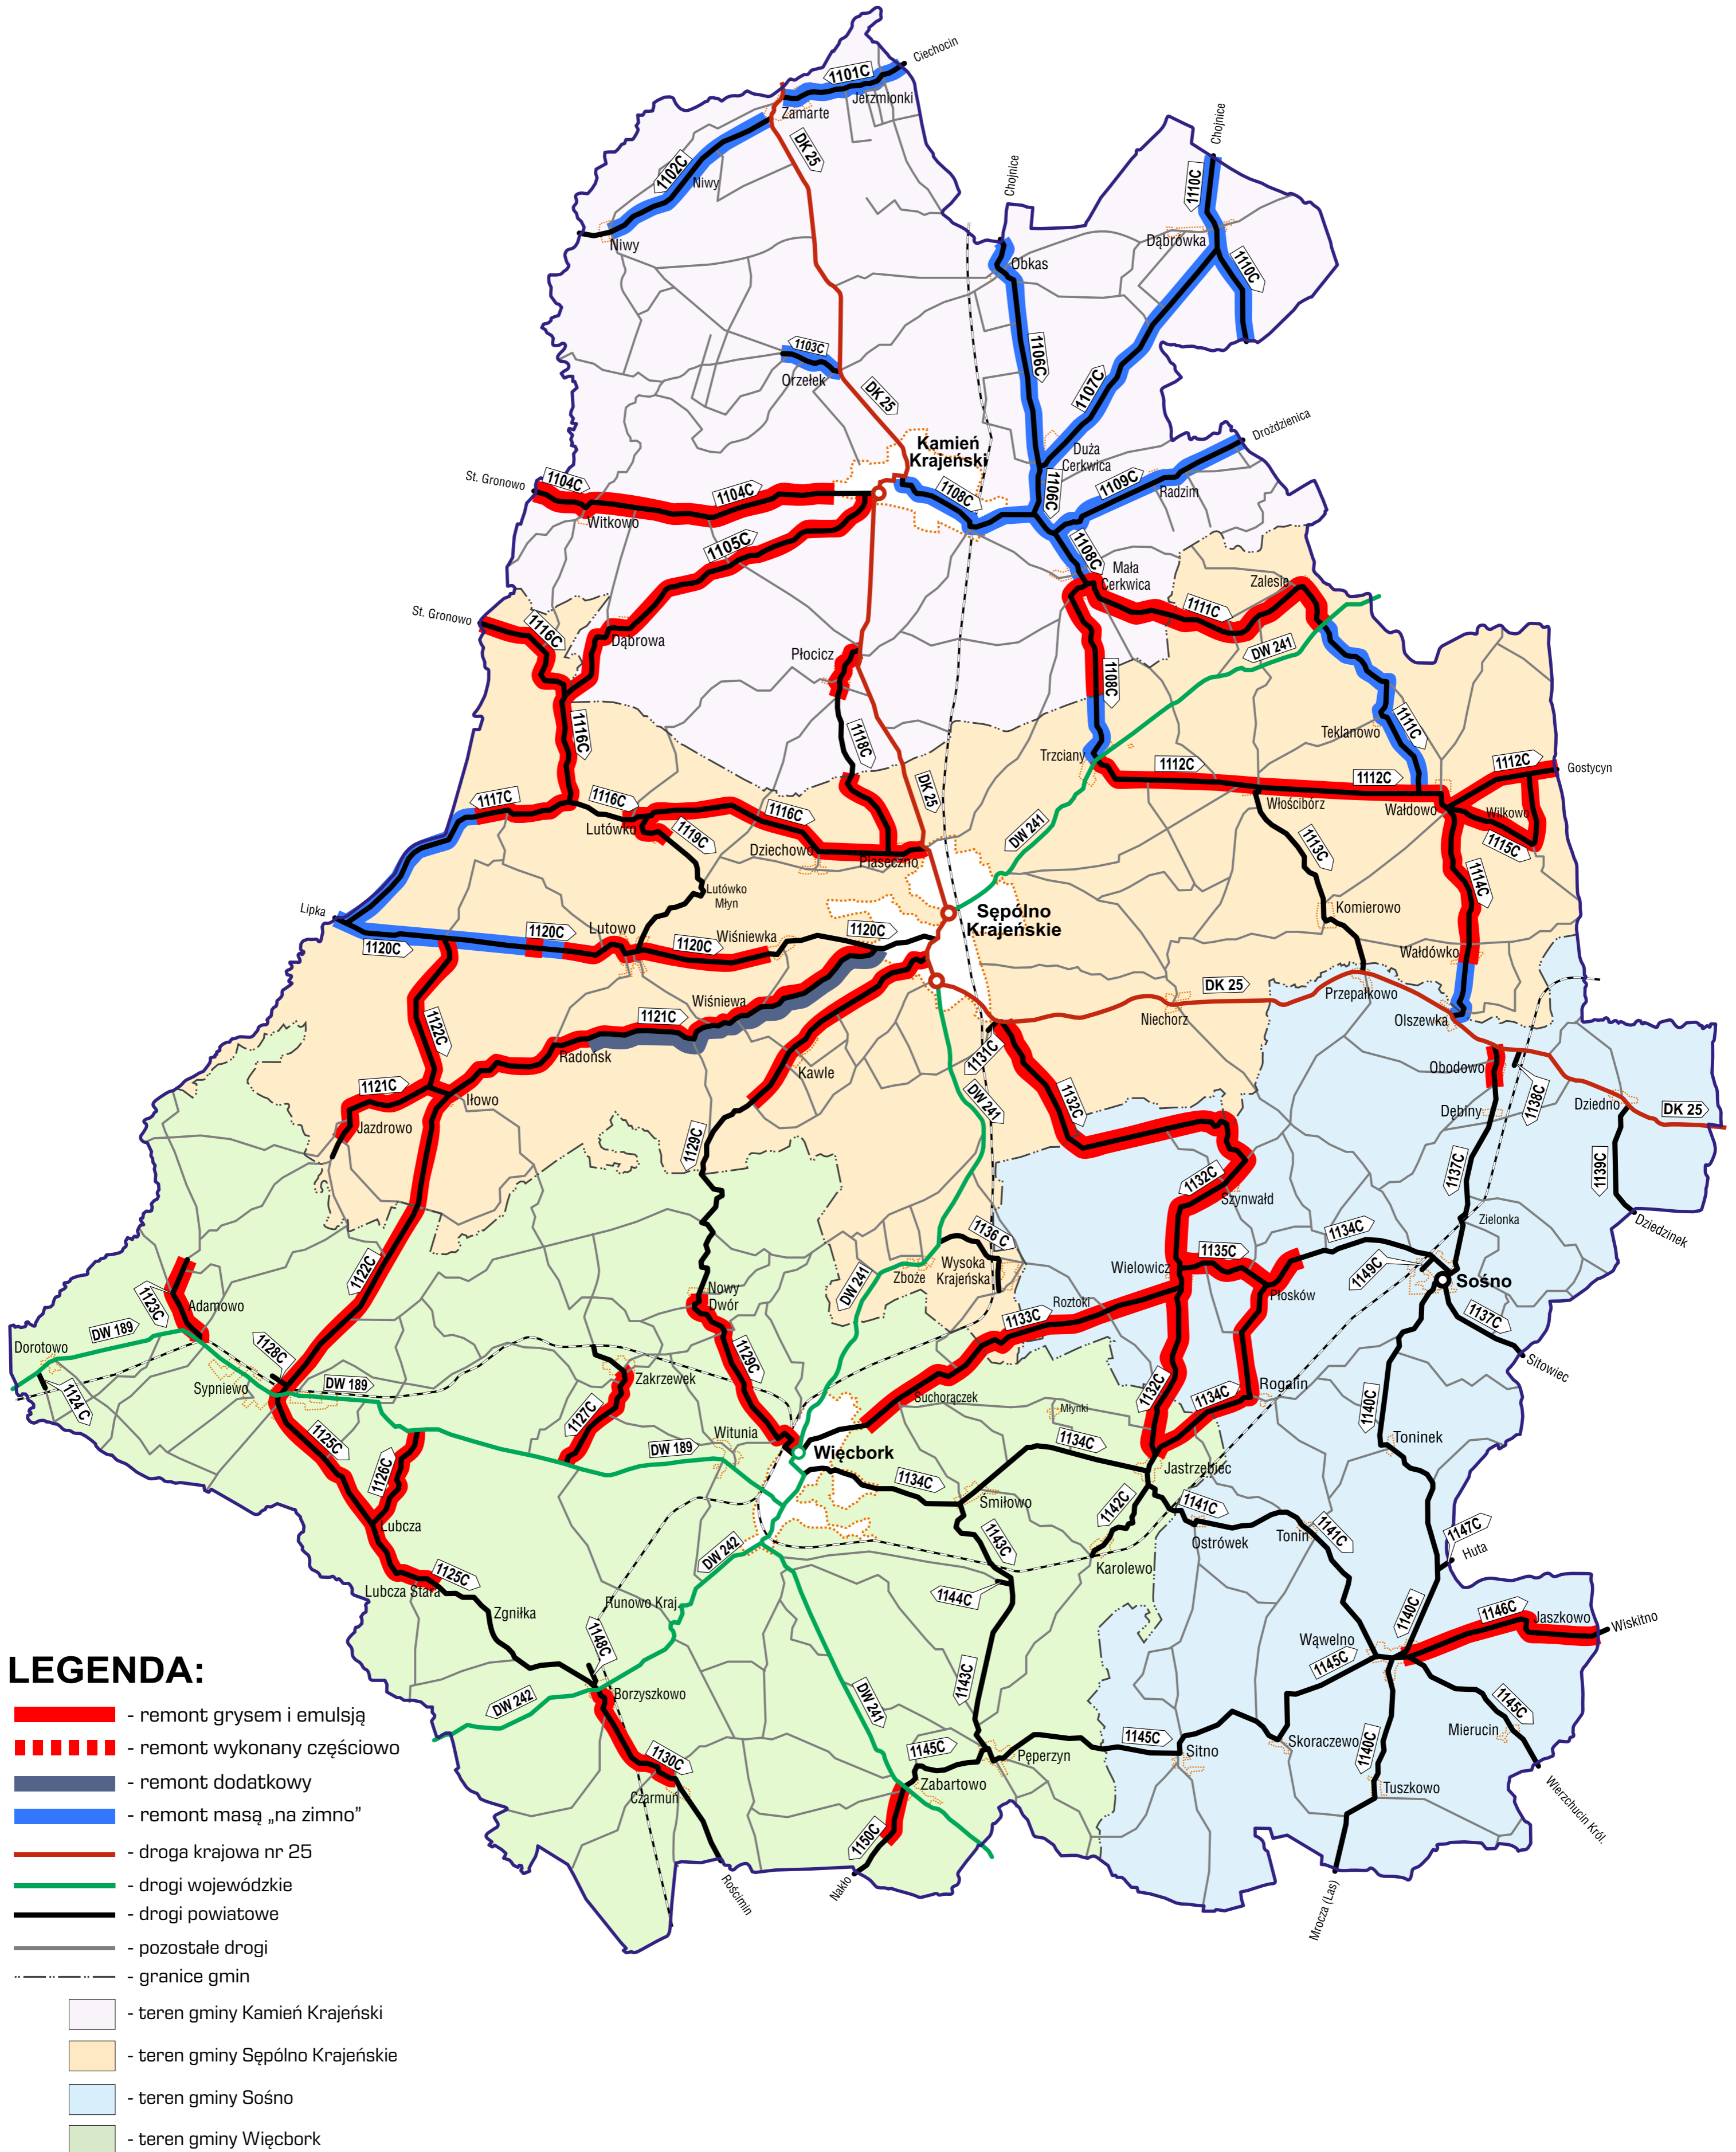 Ciechocin
1101C
Jerzmionki
Zamarte
DK 25
1102C
Niwy
Niwy
Chojnice
Chojnice
1110C
Dąbrówka
1110C
Obkas
1103C
Orzełek
1106C
1107C
DK 25
Kamień
Krajeński
Duża
Cerkwica
Drożdzienica
St. Gronowo
1104C
1104C
Witkowo
1108C
1106C
1109C
Radzim
1105C
1108C
Mała
Cerkwica
Zalesie
St. Gronowo
1116C
Dąbrowa
1111C
DW 241
Płocicz
1108C
1116C
1118C
Teklanowo
1111C
Trzciany
1112C
1112C
1112C
Gostycyn
DK 25
1117C
1116C
1116C
Lutówko
1119C
Włościbórz
Wałdowo
Wilkowo
DW 241
Dziechowo
Piaseczno
1113C
1115C
1114C
Lutówko
Młyn
Lipka
Sępólno
Krajeńskie
Komierowo
1120C
1120C
Lutowo
1120C
Wiśniewka
1120C
Wałdówko
Wiśniewa
DK 25
Przepałkowo
Niechorz
Olszewka
1122C
1121C
Radońsk
1131C
Kawle
Obodowo
1138C
1121C
Iłowo
DW 241
1132C
Dębiny
Dziedno
DK 25
Jazdrowo
1129C
1137C
1139C
1132C
Szynwałd
Dziedzinek
Zielonka
1136 C
1134C
Wysoka
Krajeńska
Zboże
1135C
Wielowicz
1149C
Sośno
1122C
DW 241
Nowy
Dwór
Roztoki
Płosków
1123C
Adamowo
1133C
1137C
Dorotowo
DW 189
Sitowiec
1128C
1129C
Zakrzewek
Sypniewo
DW 189
1124 C
1127C
Suchorączek
1132C
1134C
Rogalin
Młynki
1140C
1125C
1126C
Witunia
DW 189
Więcbork
1134C
Toninek
Jastrzębiec
1134C
Śmiłowo
1142C
1141C
Lubcza
Ostrówek
Tonin
1141C
1147C
Huta
1143C
DW 242
Karolewo
1125C
Lubcza Stara
1144C
Runowo Kraj.
Zgniłka
1140C
1146C
Jaszkowo
Wiskitno
1148C
Wąwelno
1145C
LEGENDA:
Borzyszkowo
1143C
DW 242
DW 241
1145C
- remont grysem i emulsją
Mierucin
- remont wykonany częściowo
1130C
1145C
1145C
Pęperzyn
Sitno
Skoraczewo
1140C
- remont dodatkowy
Czarmuń
Zabartowo
Tuszkowo
Wierzchucin Król.
- remont masą „na zimno”
1150C
- droga krajowa nr 25
Rościmin
Nakło
Mrocza (Las)
- drogi wojewódzkie
- drogi powiatowe
- pozostałe drogi
- granice gmin
- teren gminy Kamień Krajeński
- teren gminy Sępólno Krajeńskie
- teren gminy Sośno
- teren gminy Więcbork